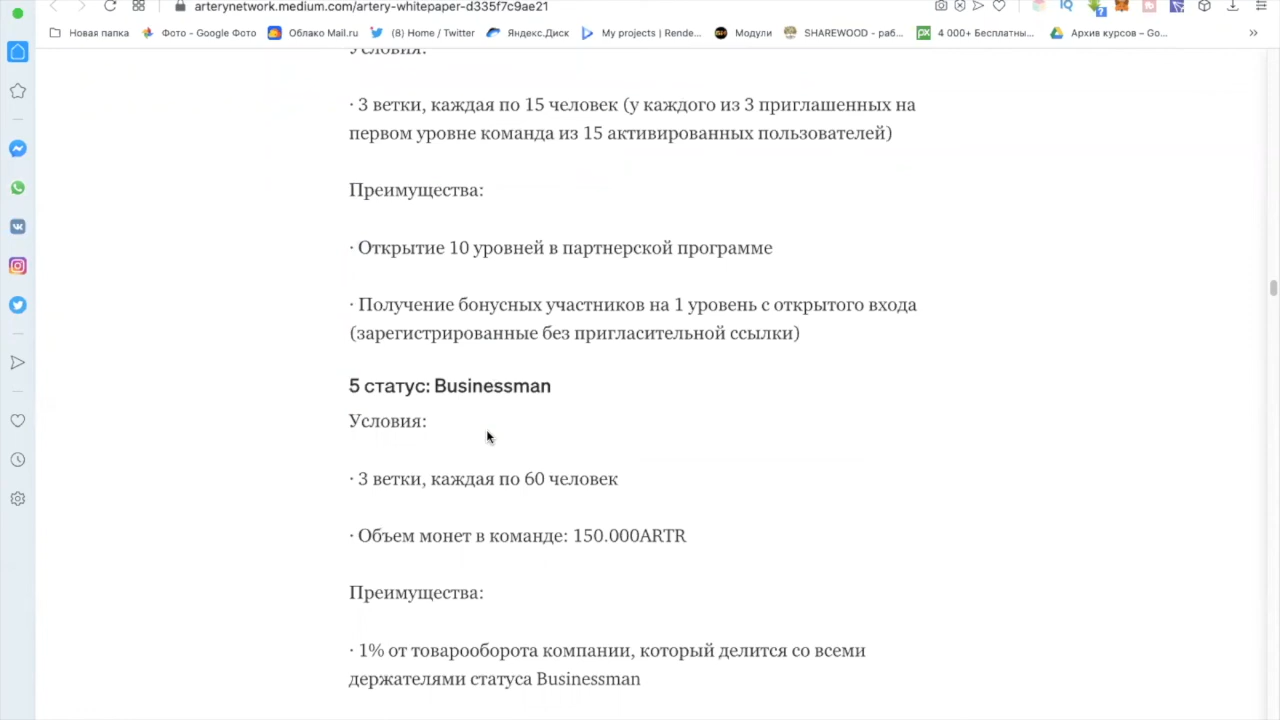 arterynetwork.medium.com/artery-whitepaper-d335f7c9ae21
Новая папка
Фото - Google Фото
Облако Mail.ru
(8) Home / Twitter
Яндекс.Диск
My projects | Rende...
Модули
SHAREWOOD - раб...
4 000+ Бесплатны...
Архив курсов – Go...
Условия:
· 3 ветки, каждая по 15 человек (у каждого из 3 приглашенных на
первом уровне команда из 15 активированных пользователей)
Преимущества:
· Открытие 10 уровней в партнерской программе
· Получение бонусных участников на 1 уровень с открытого входа
(зарегистрированные без пригласительной ссылки)
5 статус: Businessman
Условия:
· 3 ветки, каждая по 60 человек
· Объем монет в команде: 150.000ARTR
Преимущества:
· 1% от товарооборота компании, который делится со всеми
держателями статуса Businessman